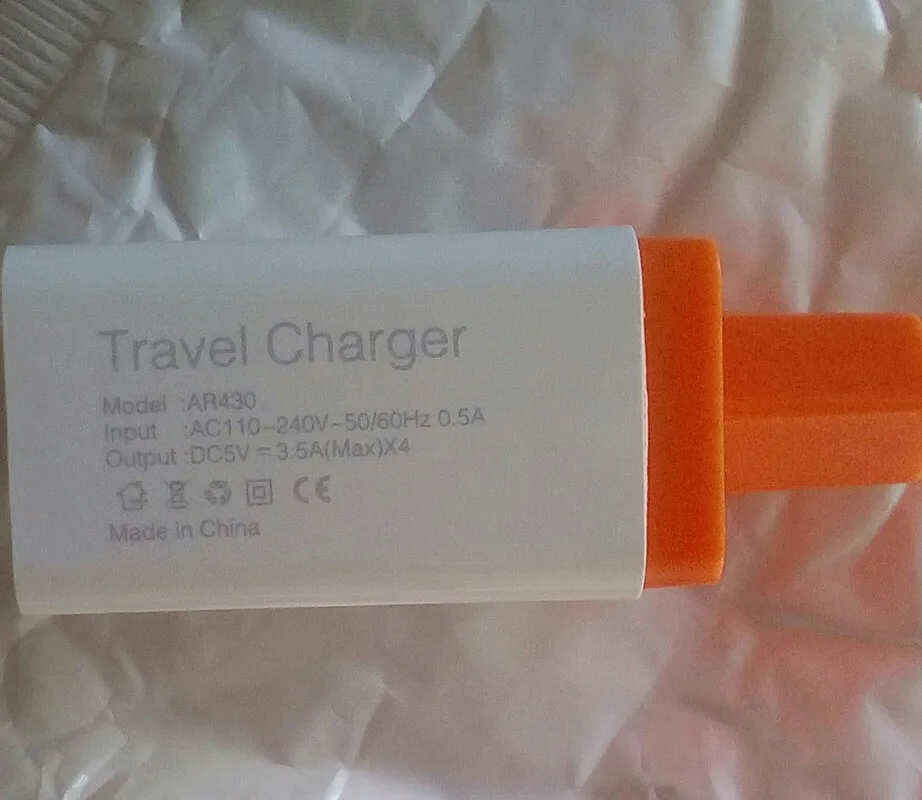 Travel Charger
Model :AR430
Input :AC110-240V~50/60Hz 0.5A
Output :DC5V=3.5A(Max)X4
CE
Made in China